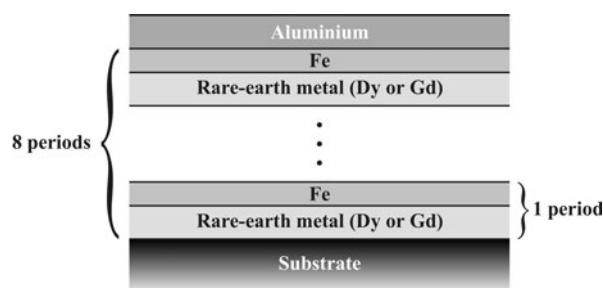 Aluminium
Fe
Rare-earth metal (Dy or Gd)
8 periods
Fe
1 period
Rare-earth metal (Dy or Gd)
Substrate